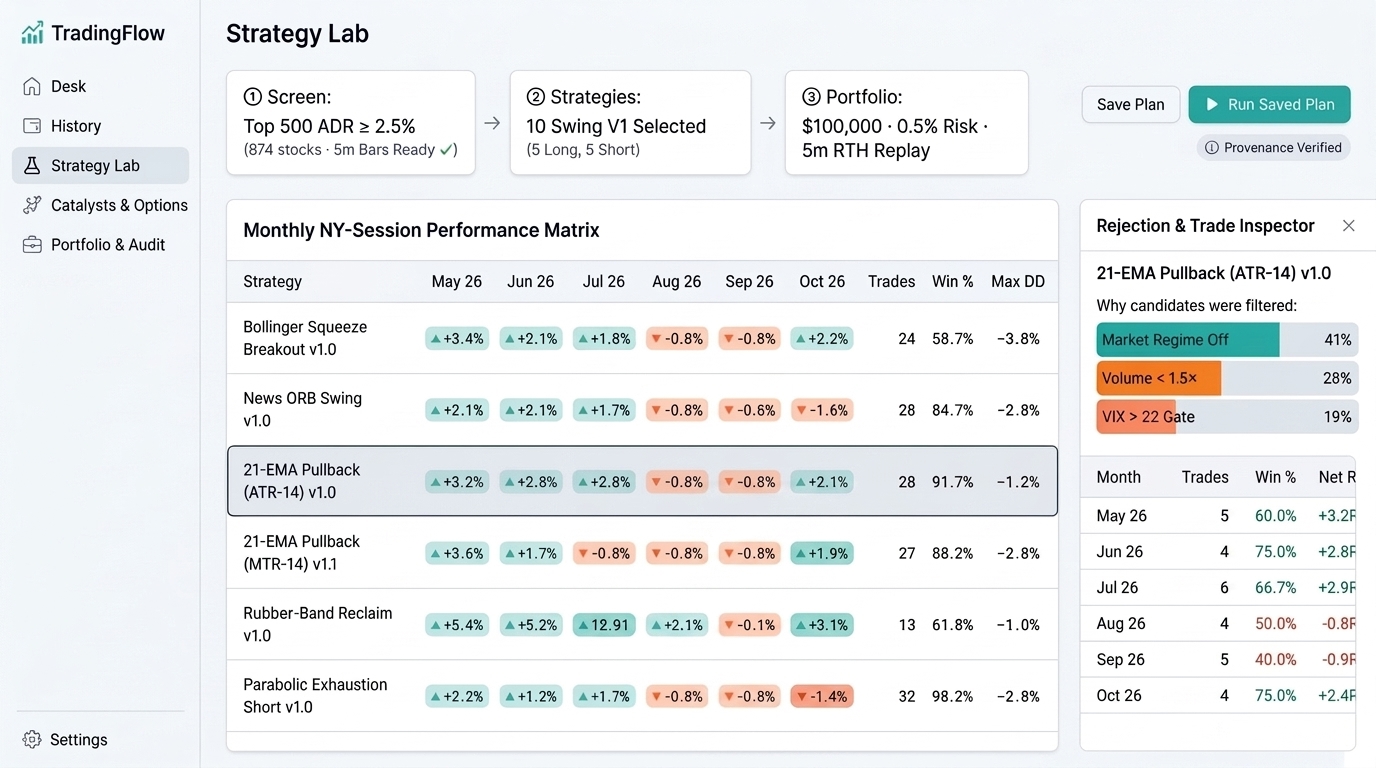 TradingFlow
Desk
History
Strategy Lab
Catalysts & Options
Portfolio & Audit
Settings
Strategy Lab
① Screen:
Top 500 ADR ≥ 2.5%
(874 stocks · 5m Bars Ready ✓)
→
② Strategies:
10 Swing V1 Selected
(5 Long, 5 Short)
→
③ Portfolio:
$100,000 · 0.5% Risk ·
5m RTH Replay
Save Plan
▶ Run Saved Plan
Provenance Verified
Monthly NY-Session Performance Matrix
Strategy May 26 Jun 26 Jul 26 Aug 26 Sep 26 Oct 26 Trades Win % Max DD
Bollinger Squeeze
Breakout v1.0
▲+3.4% ▲+2.1% ▲+1.8% ▼-0.8% ▼-0.8% ▲+2.2% 24 58.7% −3.8%
News ORB Swing
v1.0
▲+2.1% ▲+2.1% ▲+1.7% ▼-0.8% ▼-0.6% ▼-1.6% 28 84.7% −2.8%
21-EMA Pullback
(ATR-14) v1.0
▲+3.2% ▲+2.8% ▲+2.8% ▼-0.8% ▼-0.8% ▲+2.1% 28 91.7% −1.2%
21-EMA Pullback
(MTR-14) v1.1
▲+3.6% ▲+1.7% ▼-0.8% ▼-0.8% ▼-0.8% ▲+1.9% 27 88.2% −2.8%
Rubber-Band Reclaim
v1.0
▲+5.4% ▲+5.2% ▲12.91 ▲+2.1% ▼-0.1% ▲+3.1% 13 61.8% −1.0%
Parabolic Exhaustion
Short v1.0
▲+2.2% ▲+1.2% ▲+1.7% ▼-0.8% ▼-0.8% ▼-1.4% 32 98.2% −2.8%
Rejection & Trade Inspector
21-EMA Pullback (ATR-14) v1.0
Why candidates were filtered:
Market Regime Off 41%
Volume < 1.5× 28%
VIX > 22 Gate 19%
Month Trades Win % Net R
May 26 5 60.0% +3.2R
Jun 26 4 75.0% +2.8R
Jul 26 6 66.7% +2.9R
Aug 26 4 50.0% -0.8R
Sep 26 5 40.0% -0.9R
Oct 26 4 75.0% +2.4R